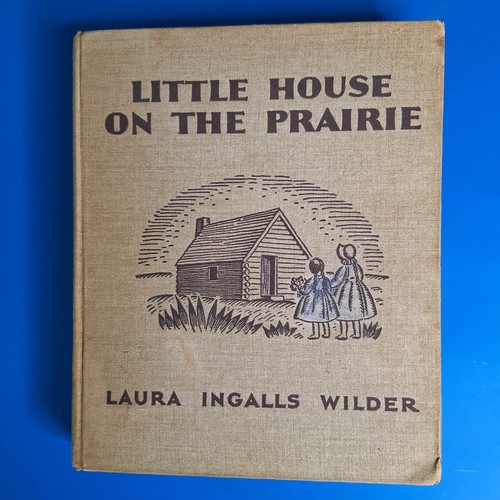 LITTLE HOUSE
ON THE PRAIRIE
LAURA INGALLS WILDER